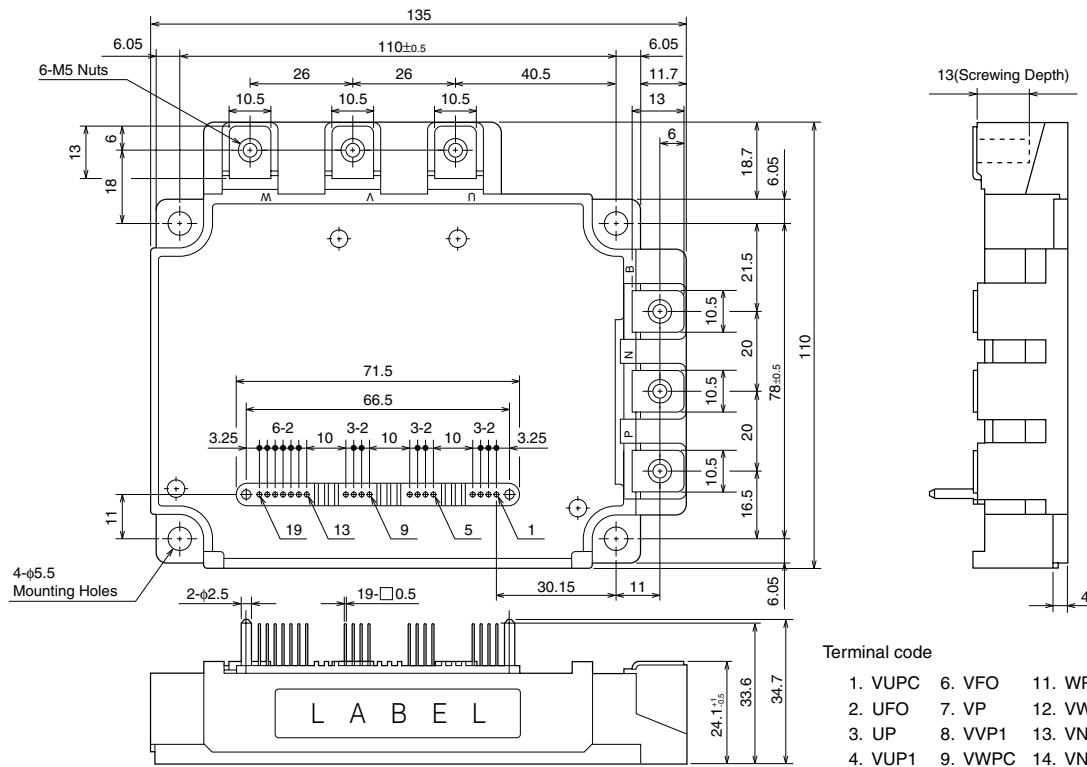 135
6.05
110±0.5
6.05
6-M5 Nuts
26
26
40.5
11.7
13(Screwing Depth)
10.5
10.5
10.5
13
6
13
6
18
18.7
6.05
W
V
U
B
21.5
10.5
N
20
10.5
78±0.5
110
P
20
10.5
16.5
71.5
66.5
3.25
6-2
10
3-2
10
3-2
10
3-2
3.25
11
19
13
9
5
1
4-ϕ5.5
Mounting Holes
30.15
11
6.05
4
2-ϕ2.5
19-□0.5
LABEL
24.1 +1 -0.5
33.6
34.7
Terminal code
1. VUPC 6. VFO 11. WP
2. UFO 7. VP 12. VW
3. UP 8. VVP1 13. VN
4. VUP1 9. VWPC 14. VN